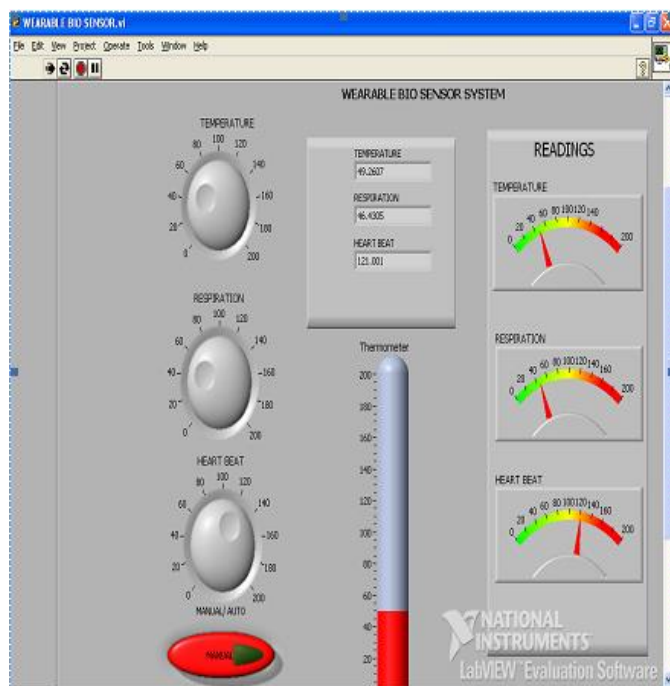 WEARABLE BIO SENSOR.vi
File Edit View Project Operate Tools Window Help
WEARABLE BIO SENSOR SYSTEM
TEMPERATURE
0 20 40 60 80 100 120 140 160 180 200
RESPIRATION
0 20 40 60 80 100 120 140 160 180 200
HEART BEAT
0 20 40 60 80 100 120 140 160 180 200
MANUAL/AUTO
MANUAL
TEMPERATURE
49.2607
RESPIRATION
46.4305
HEART BEAT
121.001
Thermometer
200
180
160
140
120
100
80
60
40
20
READINGS
TEMPERATURE
0 20 40 60 80 100 120 140 200
RESPIRATION
0 20 40 60 80 100 120 160 200
HEART BEAT
0 20 40 60 80 100 120 160 200
NATIONAL
INSTRUMENTS
LabVIEW Evaluation Software